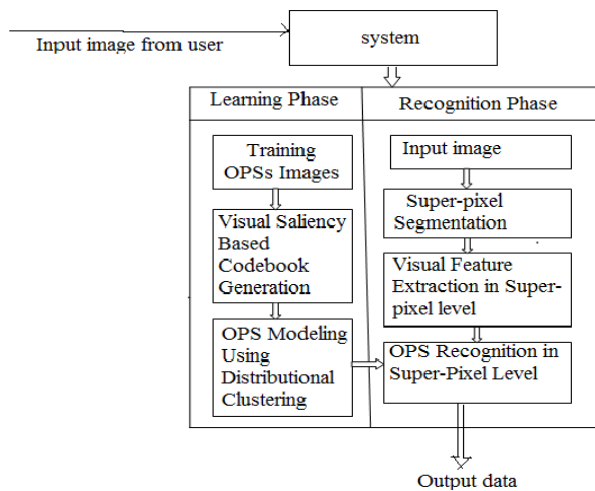 Input image from user
system
Learning Phase
Recognition Phase
Training
OPSs Images
Visual Saliency
Based
Codebook
Generation
OPS Modeling
Using
Distributional
Clustering
Input image
Super-pixel
Segmentation
Visual Feature
Extraction in Super-
pixel level
OPS Recognition in
Super-Pixel Level
Output data